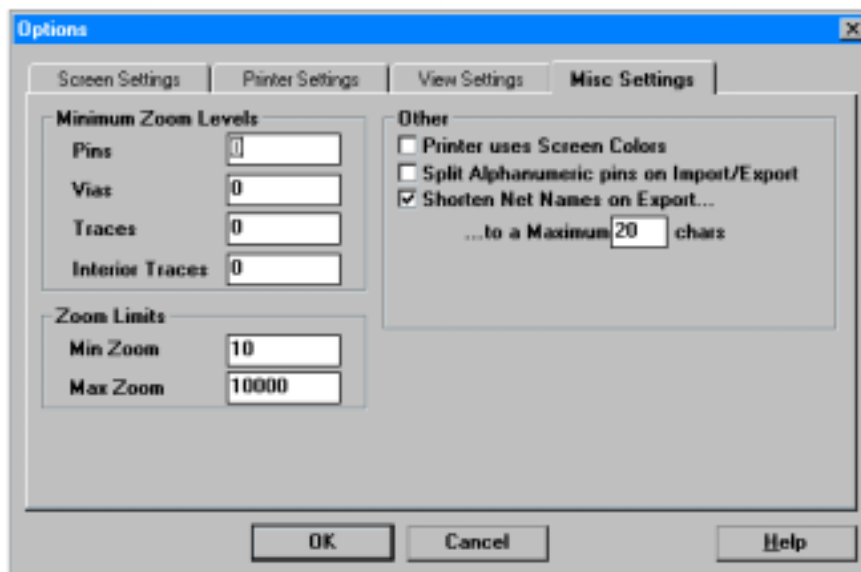 Options
Screen Settings Printer Settings View Settings Misc Settings
Minimum Zoom Levels
Pins 0
Vias 0
Traces 0
Interior Traces 0
Zoom Limits
Min Zoom 10
Max Zoom 10000
Other
Printer uses Screen Colors
Split Alphanumeric pins on Import/Export
Shorten Net Names on Export...
...to a Maximum 20 chars
OK Cancel Help